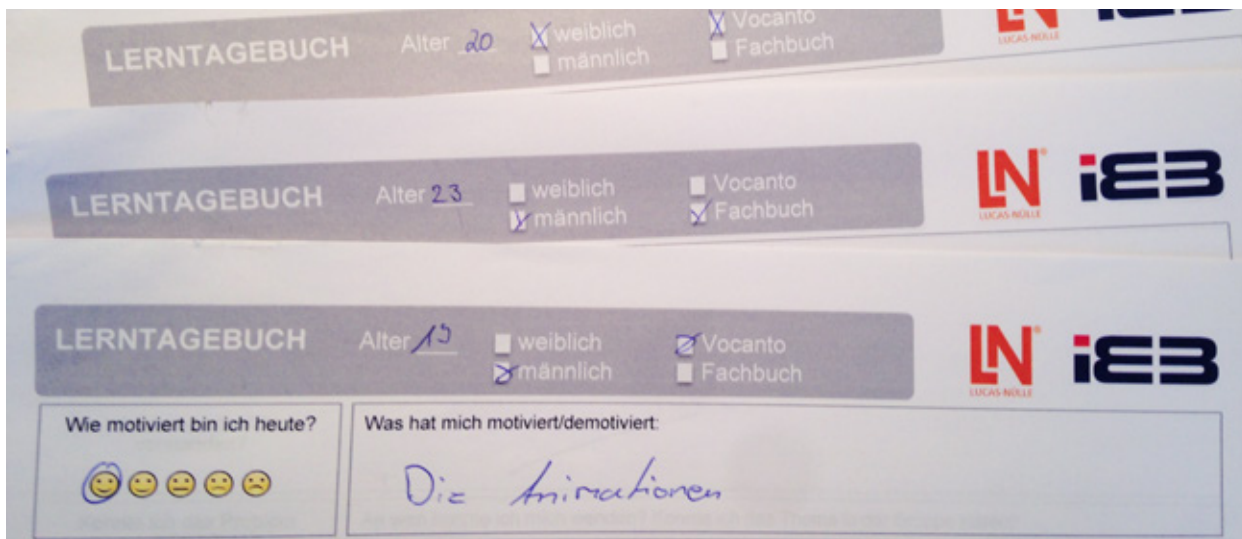 LERNTAGEBUCH Alter 20 weiblich Vocanto
männlich Fachbuch
LUCAS-NÜLLE
LERNTAGEBUCH Alter 23 weiblich Vocanto
männlich Fachbuch
LN iEB
LUCAS-NÜLLE
LERNTAGEBUCH Alter 19 weiblich Vocanto
männlich Fachbuch
LN iEB
LUCAS-NÜLLE
Wie motiviert bin ich heute? Was hat mich motiviert/demotiviert:
Die Animationen